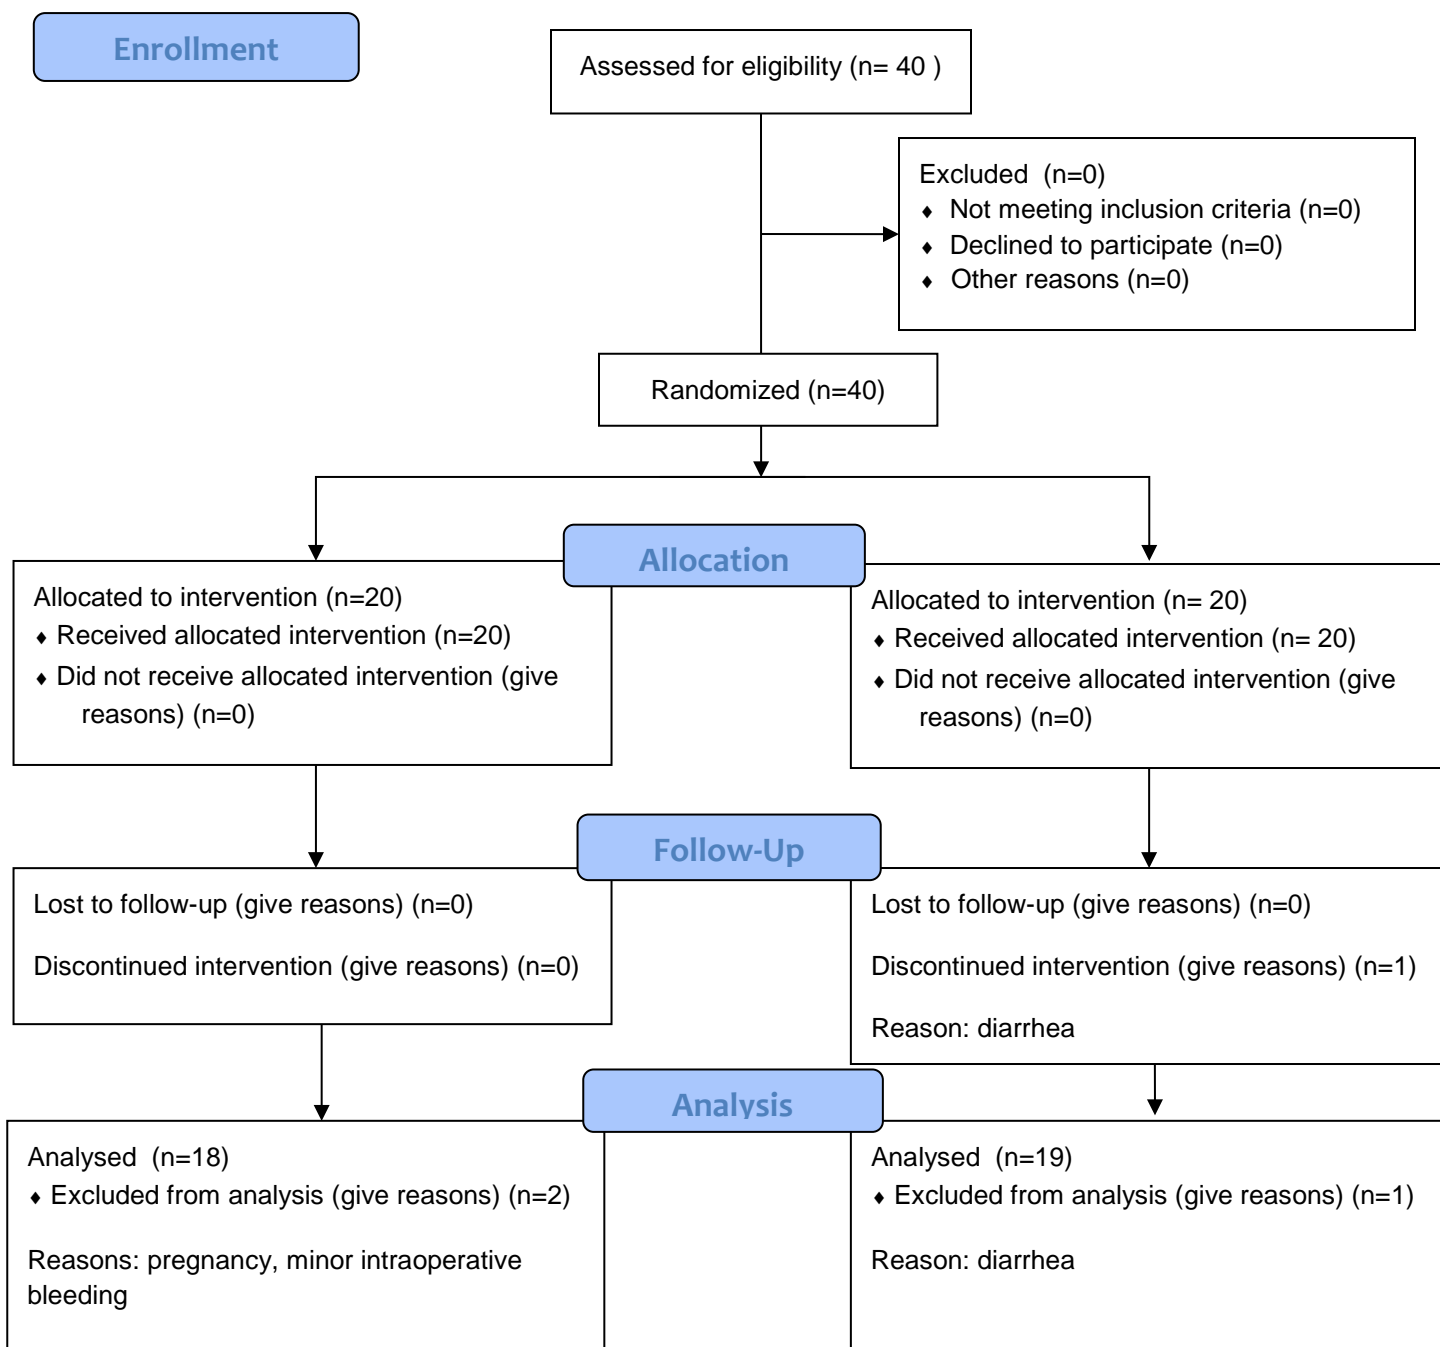 Enrollment
Assessed for eligibility (n= 40 )
Excluded  (n=0)
♦ Not meeting inclusion criteria (n=0)
♦ Declined to participate (n=0)
♦ Other reasons (n=0)
Randomized (n=40)
Allocation
Allocated to intervention (n=20)
♦ Received allocated intervention (n=20)
♦ Did not receive allocated intervention (give
reasons) (n=0)
Allocated to intervention (n= 20)
♦ Received allocated intervention (n= 20)
♦ Did not receive allocated intervention (give
reasons) (n=0)
Follow-Up
Lost to follow-up (give reasons) (n=0)
Discontinued intervention (give reasons) (n=0)
Lost to follow-up (give reasons) (n=0)
Discontinued intervention (give reasons) (n=1)
Reason: diarrhea
Analysis
Analysed  (n=18)
♦ Excluded from analysis (give reasons) (n=2)
Reasons: pregnancy, minor intraoperative
bleeding
Analysed  (n=19)
♦ Excluded from analysis (give reasons) (n=1)
Reason: diarrhea